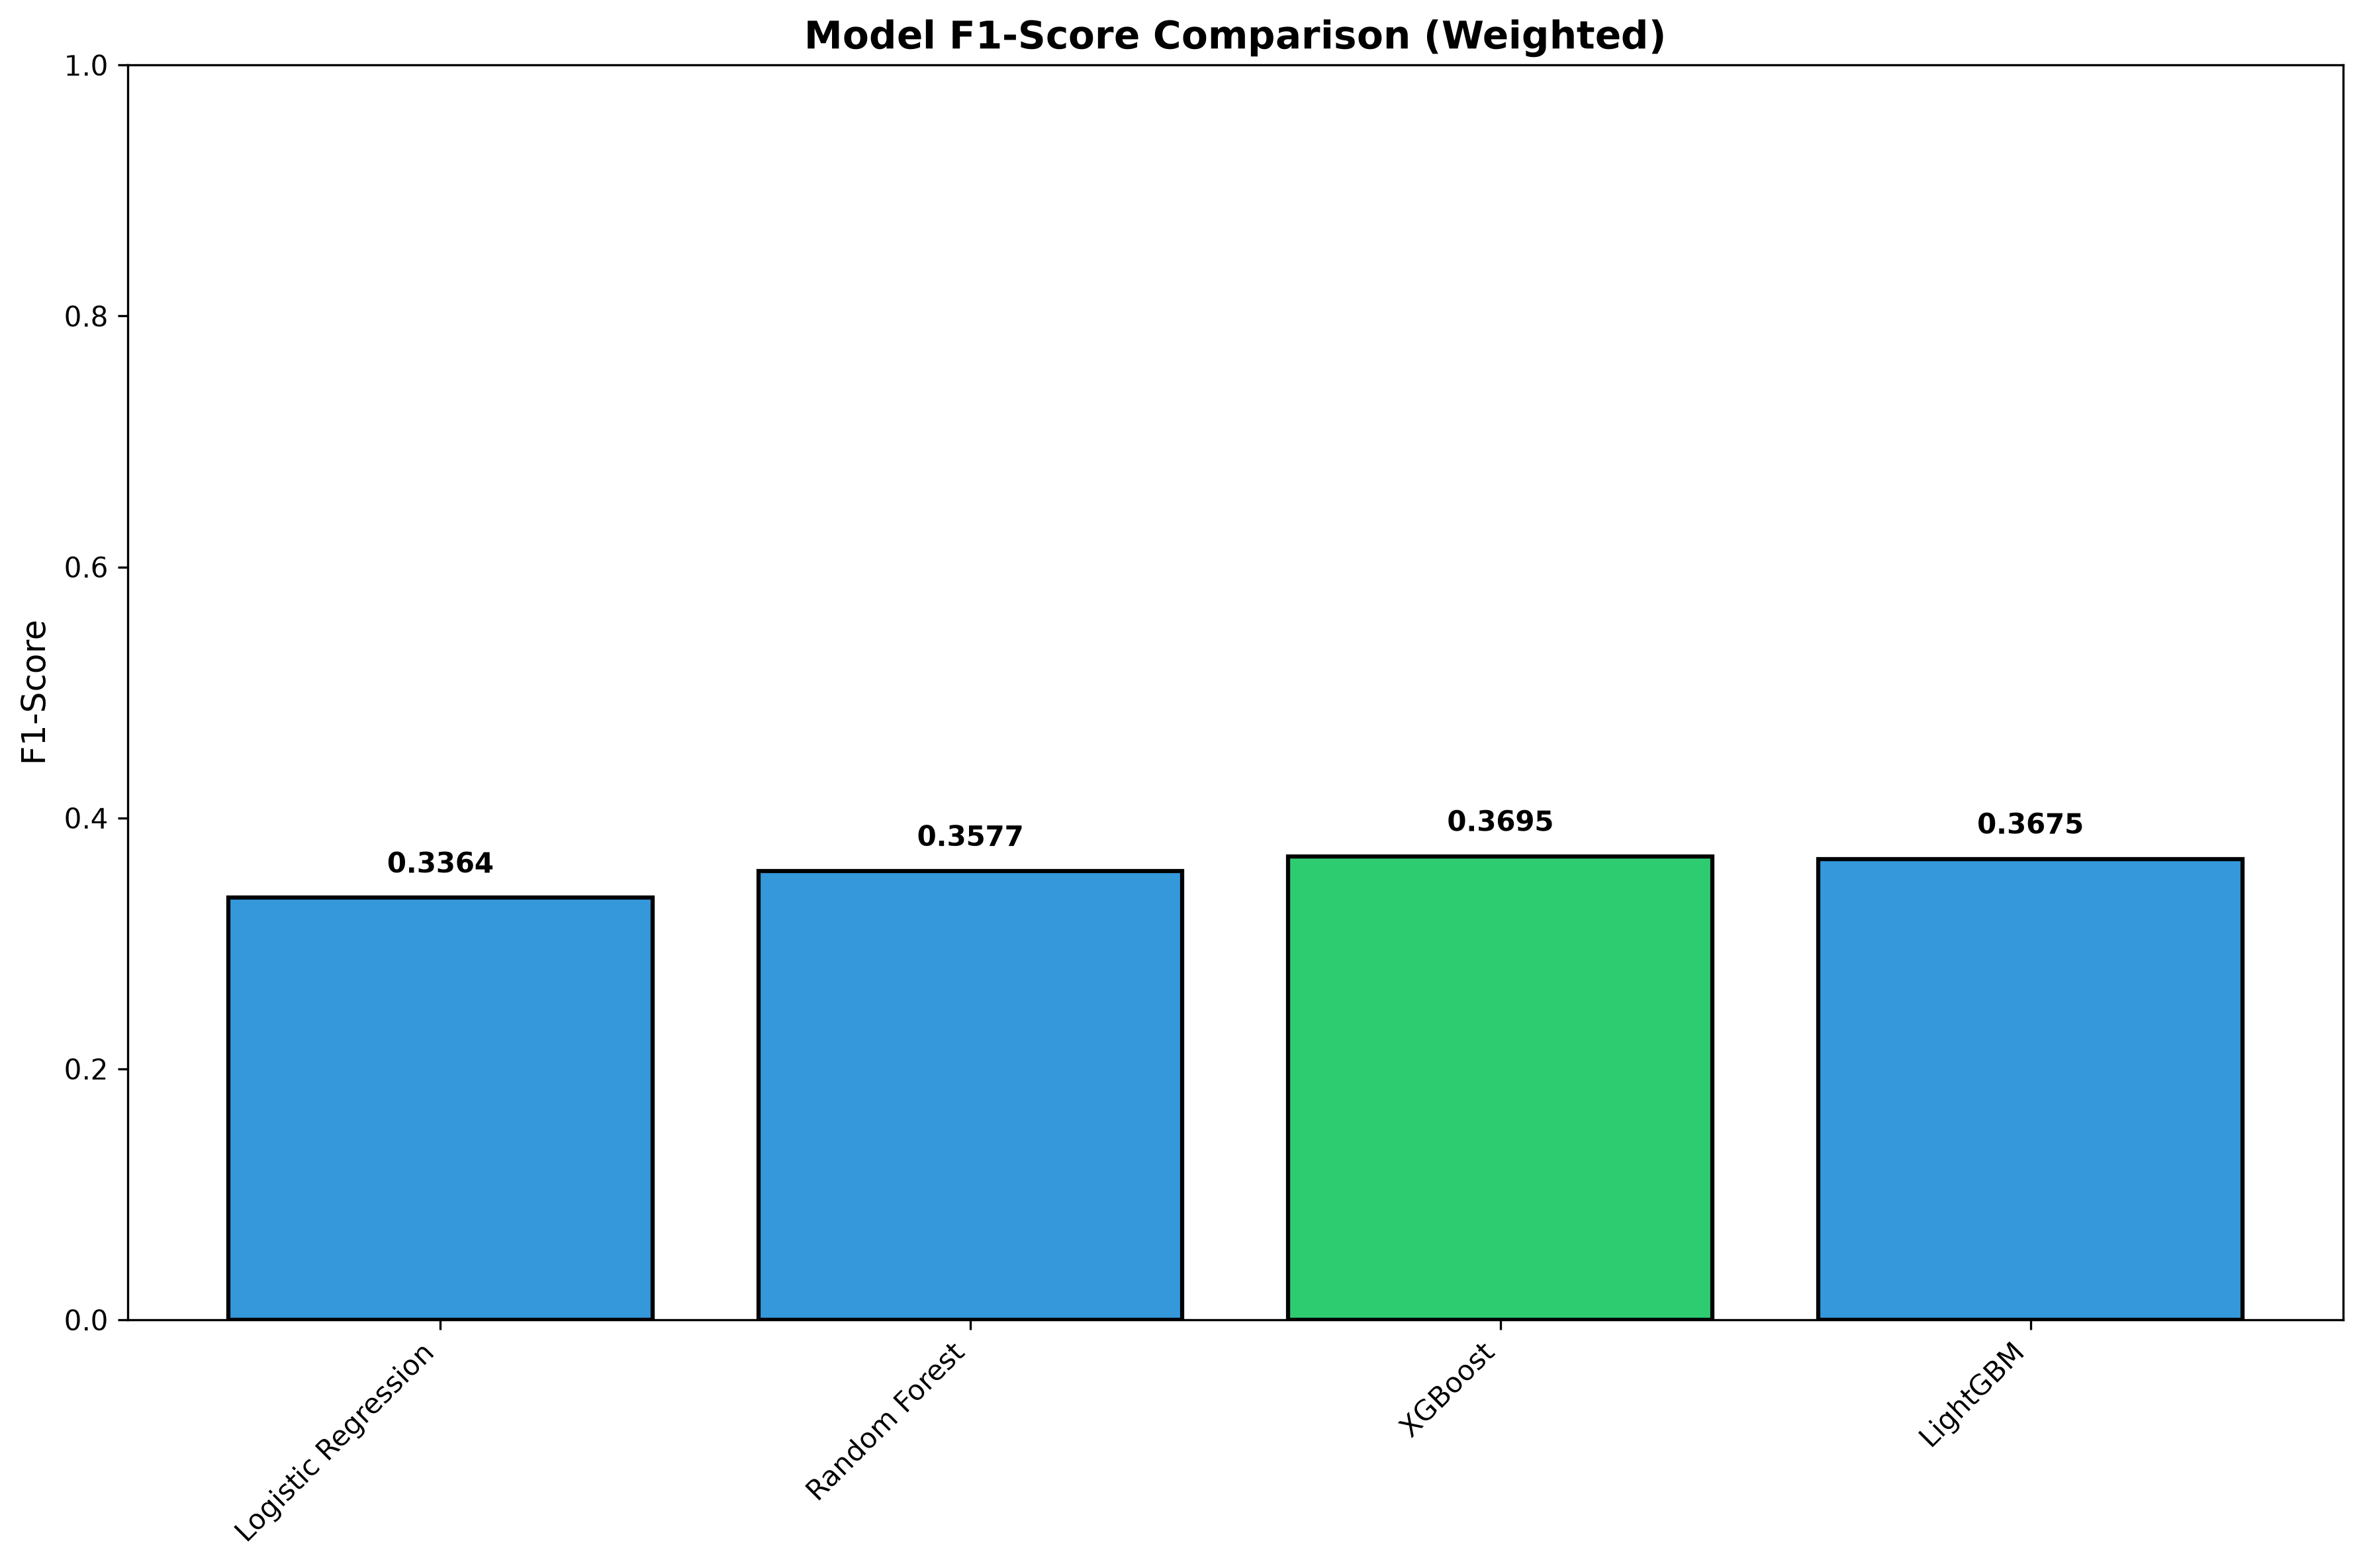 Model F1-Score Comparison (Weighted)
F1-Score
1.0
0.8
0.6
0.4
0.2
0.0
0.3364
0.3577
0.3695
0.3675
Logistic Regression
Random Forest
XGBoost
LightGBM